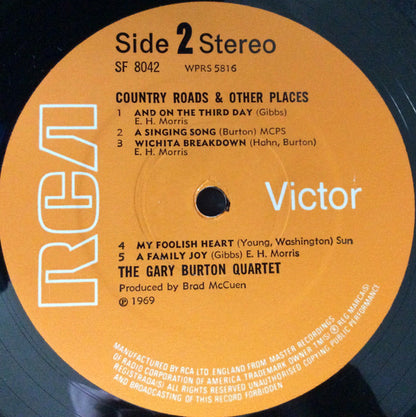 Side 2 Stereo
SF 8042 WPRS 5816
COUNTRY ROADS & OTHER PLACES
1 AND ON THE THIRD DAY (Gibbs)
E. H. Morris
2 A SINGING SONG (Burton) MCPS
3 WICHITA BREAKDOWN (Hahn, Burton)
E. H. Morris
RCA
Victor
4 MY FOOLISH HEART (Young, Washington) Sun
5 A FAMILY JOY (Gibbs) E. H. Morris
THE GARY BURTON QUARTET
Produced by Brad McCuen
℗ 1969
MANUFACTURED BY RCA LTD. ENGLAND FROM MASTER RECORDINGS
OF RADIO CORPORATION OF AMERICA TRADEMARK OWNER TM(S) ® REG MARCA(S)
REGISTRADA(S) ALL RIGHTS RESERVED UNAUTHORISED COPYING PUBLIC PERFORMANCE
AND BROADCASTING OF THIS RECORD FORBIDDEN